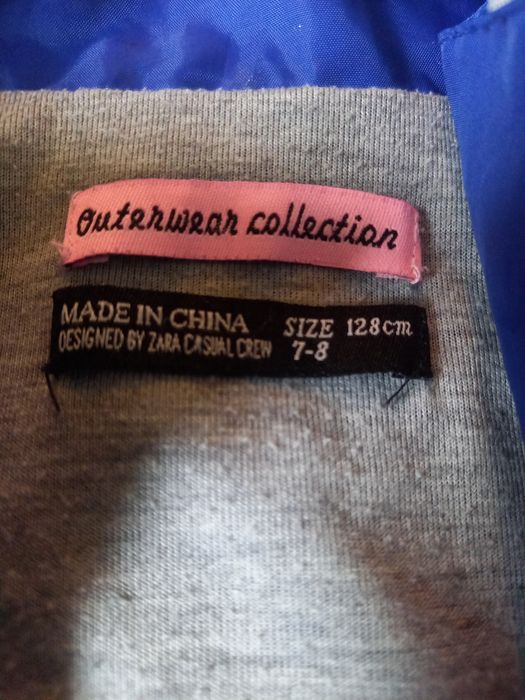 outerwear collection
MADE IN CHINA SIZE 128cm
DESIGNED BY ZARA CASUAL CREW 7-8